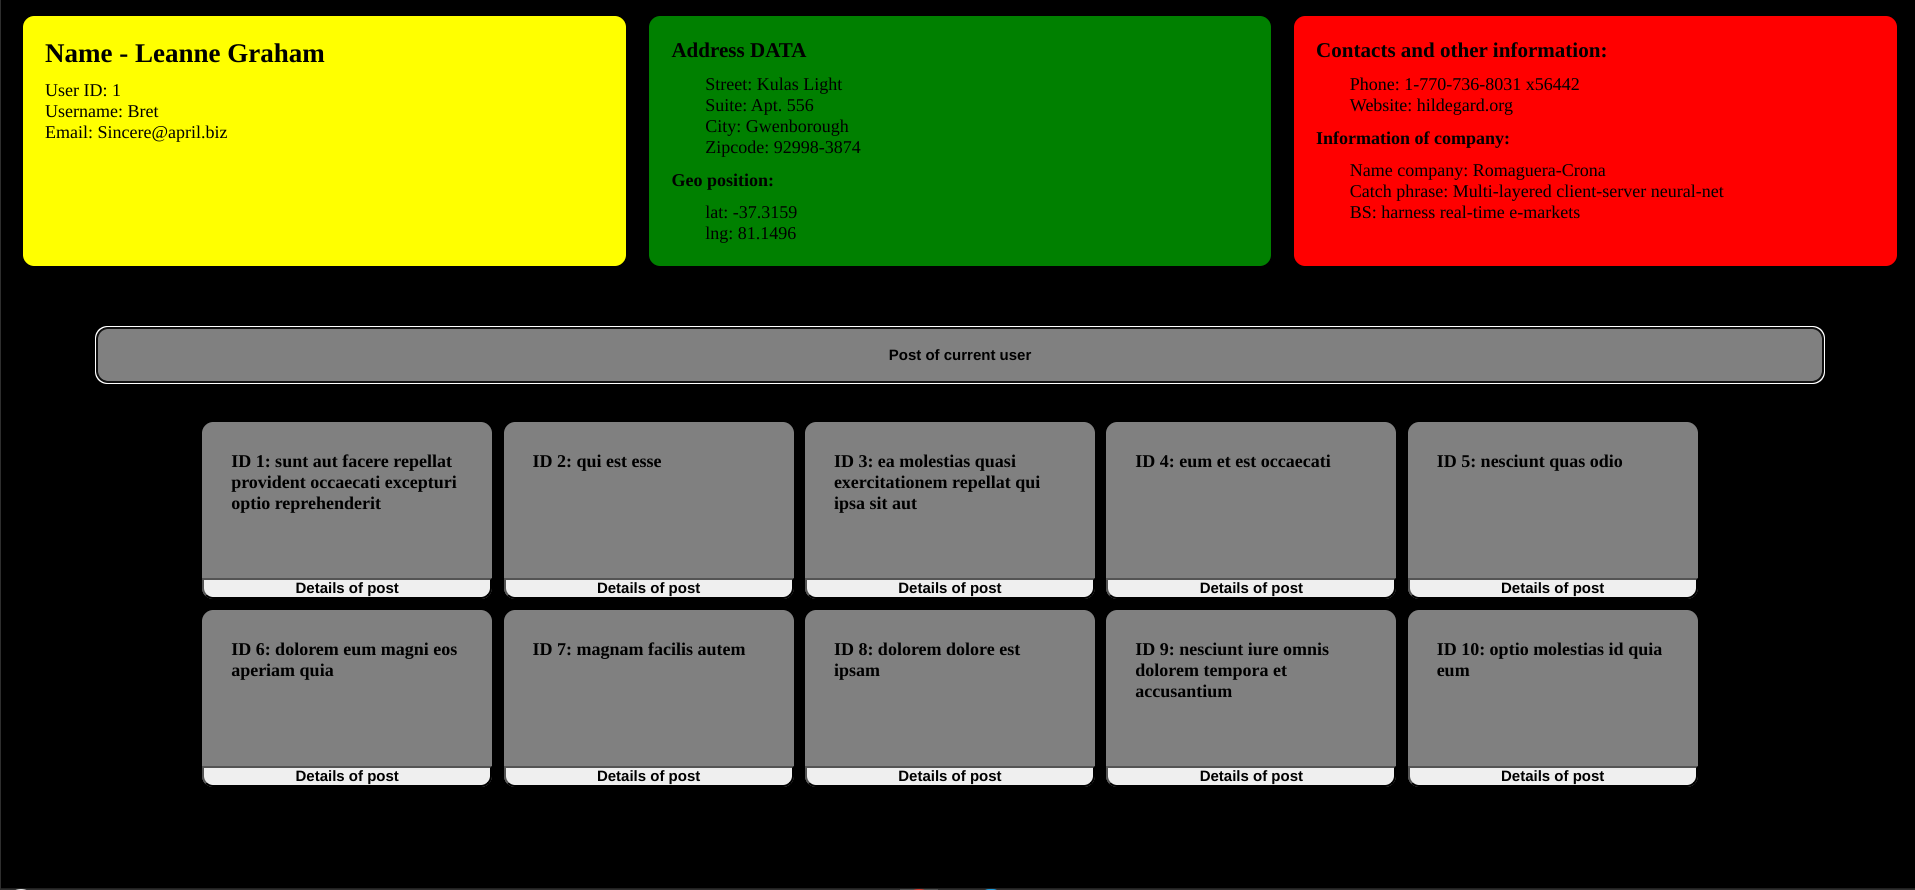 Name - Leanne Graham
User ID: 1
Username: Bret
Email: Sincere@april.biz
Address DATA
Street: Kulas Light
Suite: Apt. 556
City: Gwenborough
Zipcode: 92998-3874
Geo position:
lat: -37.3159
lng: 81.1496
Contacts and other information:
Phone: 1-770-736-8031 x56442
Website: hildegard.org
Information of company:
Name company: Romaguera-Crona
Catch phrase: Multi-layered client-server neural-net
BS: harness real-time e-markets
Post of current user
ID 1: sunt aut facere repellat
provident occaecati excepturi
optio reprehenderit
Details of post
ID 2: qui est esse
Details of post
ID 3: ea molestias quasi
exercitationem repellat qui
ipsa sit aut
Details of post
ID 4: eum et est occaecati
Details of post
ID 5: nesciunt quas odio
Details of post
ID 6: dolorem eum magni eos
aperiam quia
Details of post
ID 7: magnam facilis autem
Details of post
ID 8: dolorem dolore est
ipsam
Details of post
ID 9: nesciunt iure omnis
dolorem tempora et
accusantium
Details of post
ID 10: optio molestias id quia
eum
Details of post